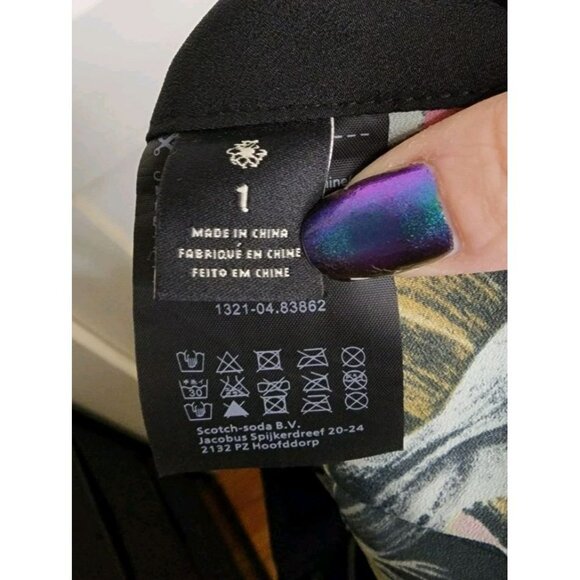 1
MADE IN CHINA
FABRIQUÉ EN CHINE
FEITO EM CHINE
1321-04.83862
30
Scotch-soda B.V.
Jacobus Spijkerdreef 20-24
2132 PZ Hoofddorp